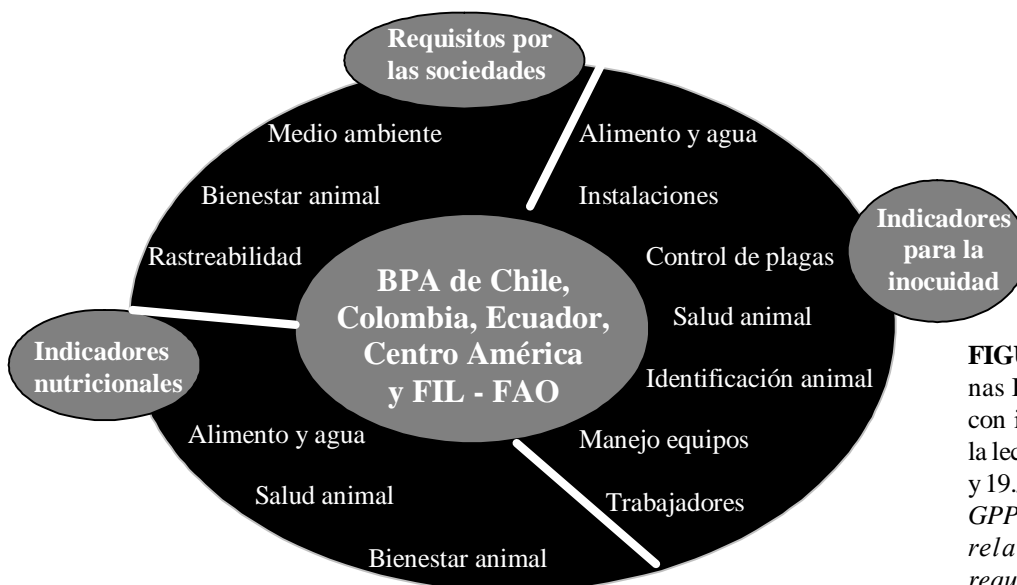 Requisitos por
las sociedades
Medio ambiente
Bienestar animal
Rastreabilidad
Alimento y agua
Instalaciones
Control de plagas
Salud animal
Identificación animal
Manejo equipos
Trabajadores
Indicadores
para la
inocuidad
BPA de Chile,
Colombia, Ecuador,
Centro América
y FIL - FAO
Indicadores
nutricionales
Alimento y agua
Salud animal
Bienestar animal
FIGU
nas
con i
la lec
y 19.
GPP
rela
requ